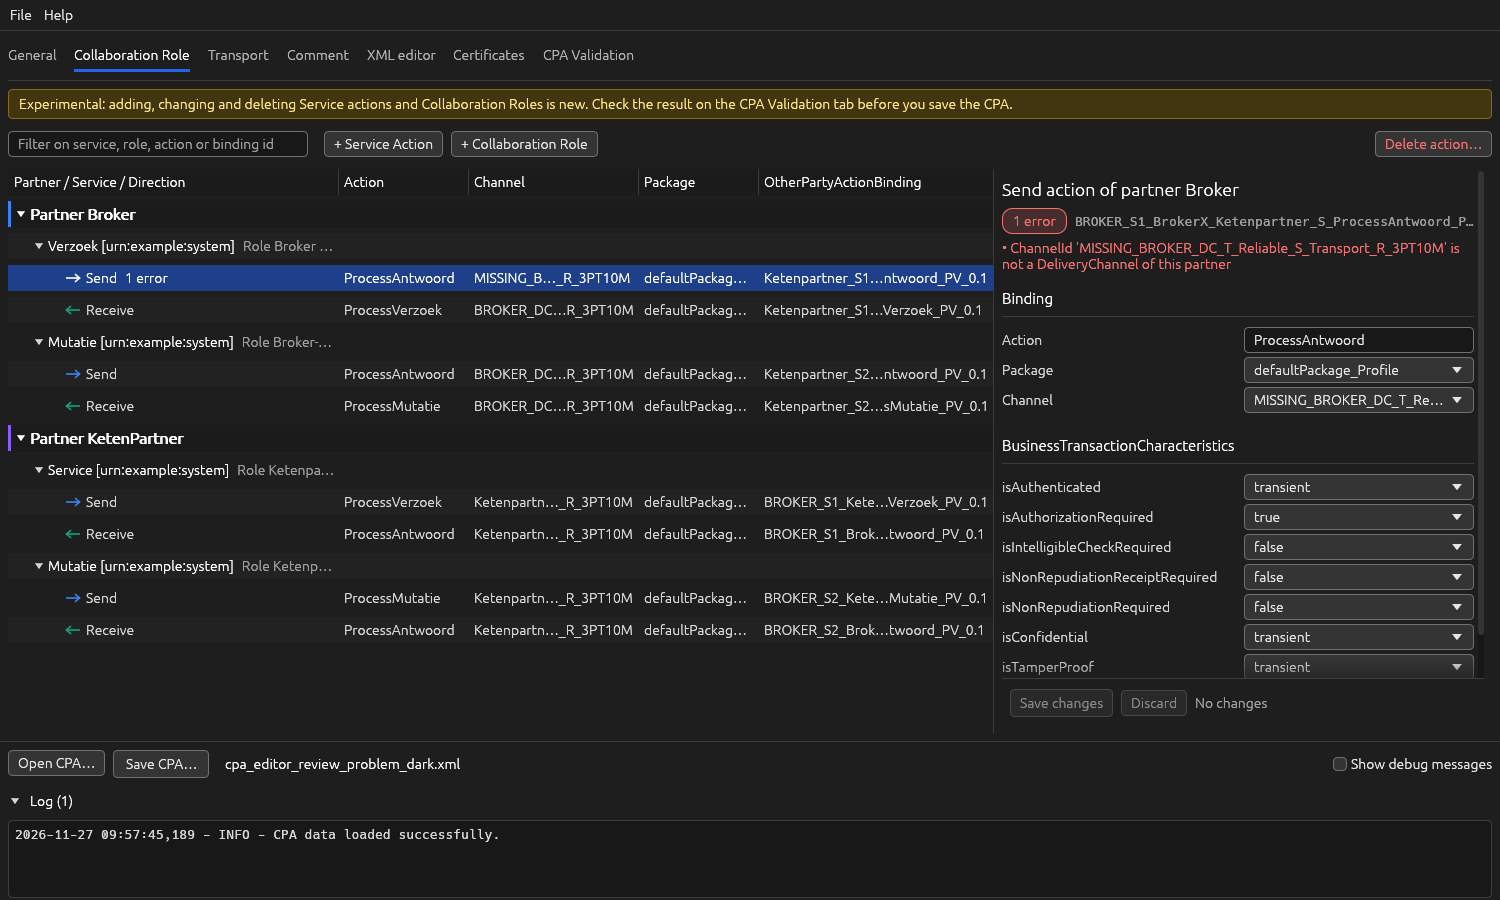 File Help
General Collaboration Role Transport Comment XML editor Certificates CPA Validation
Experimental: adding, changing and deleting Service actions and Collaboration Roles is new. Check the result on the CPA Validation tab before you save the CPA.
Filter on service, role, action or binding id + Service Action + Collaboration Role Delete action...
Partner / Service / Direction Action Channel Package OtherPartyActionBinding
Partner Broker
Verzoek [urn:example:system] Role Broker ...
Send 1 error ProcessAntwoord MISSING_B..._R_3PT10M defaultPackag... Ketenpartner_S1...ntwoord_PV_0.1
Receive ProcessVerzoek BROKER_DC...R_3PT10M defaultPackag... Ketenpartner_S1...Verzoek_PV_0.1
Mutatie [urn:example:system] Role Broker-...
Send ProcessAntwoord BROKER_DC...R_3PT10M defaultPackag... Ketenpartner_S2...ntwoord_PV_0.1
Receive ProcessMutatie BROKER_DC...R_3PT10M defaultPackag... Ketenpartner_S2...sMutatie_PV_0.1
Partner KetenPartner
Service [urn:example:system] Role Ketenpa...
Send ProcessVerzoek Ketenpartn..._R_3PT10M defaultPackag... BROKER_S1_Kete...Verzoek_PV_0.1
Receive ProcessAntwoord Ketenpartn..._R_3PT10M defaultPackag... BROKER_S1_Brok...twoord_PV_0.1
Mutatie [urn:example:system] Role Ketenp...
Send ProcessMutatie Ketenpartn..._R_3PT10M defaultPackag... BROKER_S2_Kete...Mutatie_PV_0.1
Receive ProcessAntwoord Ketenpartn..._R_3PT10M defaultPackag... BROKER_S2_Brok...twoord_PV_0.1
Send action of partner Broker
1 error BROKER_S1_BrokerX_Ketenpartner_S_ProcessAntwoord_P...
• ChannelId 'MISSING_BROKER_DC_T_Reliable_S_Transport_R_3PT10M' is
not a DeliveryChannel of this partner
Binding
Action ProcessAntwoord
Package defaultPackage_Profile
Channel MISSING_BROKER_DC_T_Re...
BusinessTransactionCharacteristics
isAuthenticated transient
isAuthorizationRequired true
isIntelligibleCheckRequired false
isNonRepudiationReceiptRequired false
isNonRepudiationRequired false
isConfidential transient
isTamperProof transient
Save changes Discard No changes
Open CPA... Save CPA... cpa_editor_review_problem_dark.xml Show debug messages
Log (1)
2026-11-27 09:57:45,189 - INFO - CPA data loaded successfully.